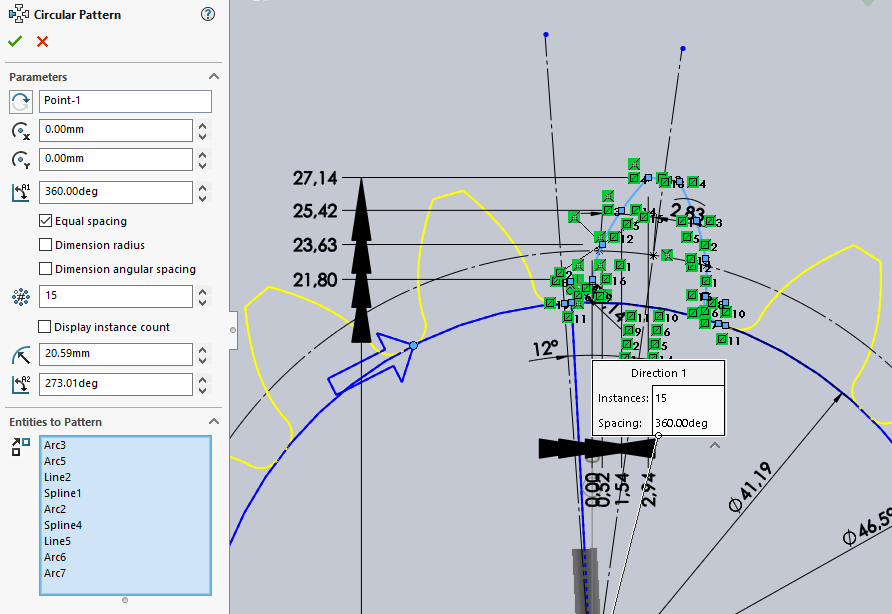 Circular Pattern
?
Parameters
Point-1
0.00mm
0.00mm
360.00deg
Equal spacing
Dimension radius
Dimension angular spacing
15
Display instance count
20.59mm
273.01deg
Entities to Pattern
Arc3
Arc5
Line2
Spline1
Arc2
Spline4
Line5
Arc6
Arc7
27,14
25,42
23,63
21,80
2,83
12°
Direction 1
Instances: 15
Spacing: 360.00deg
0,00
0,52
1,54
2,94
Ø41,19
Ø46,59